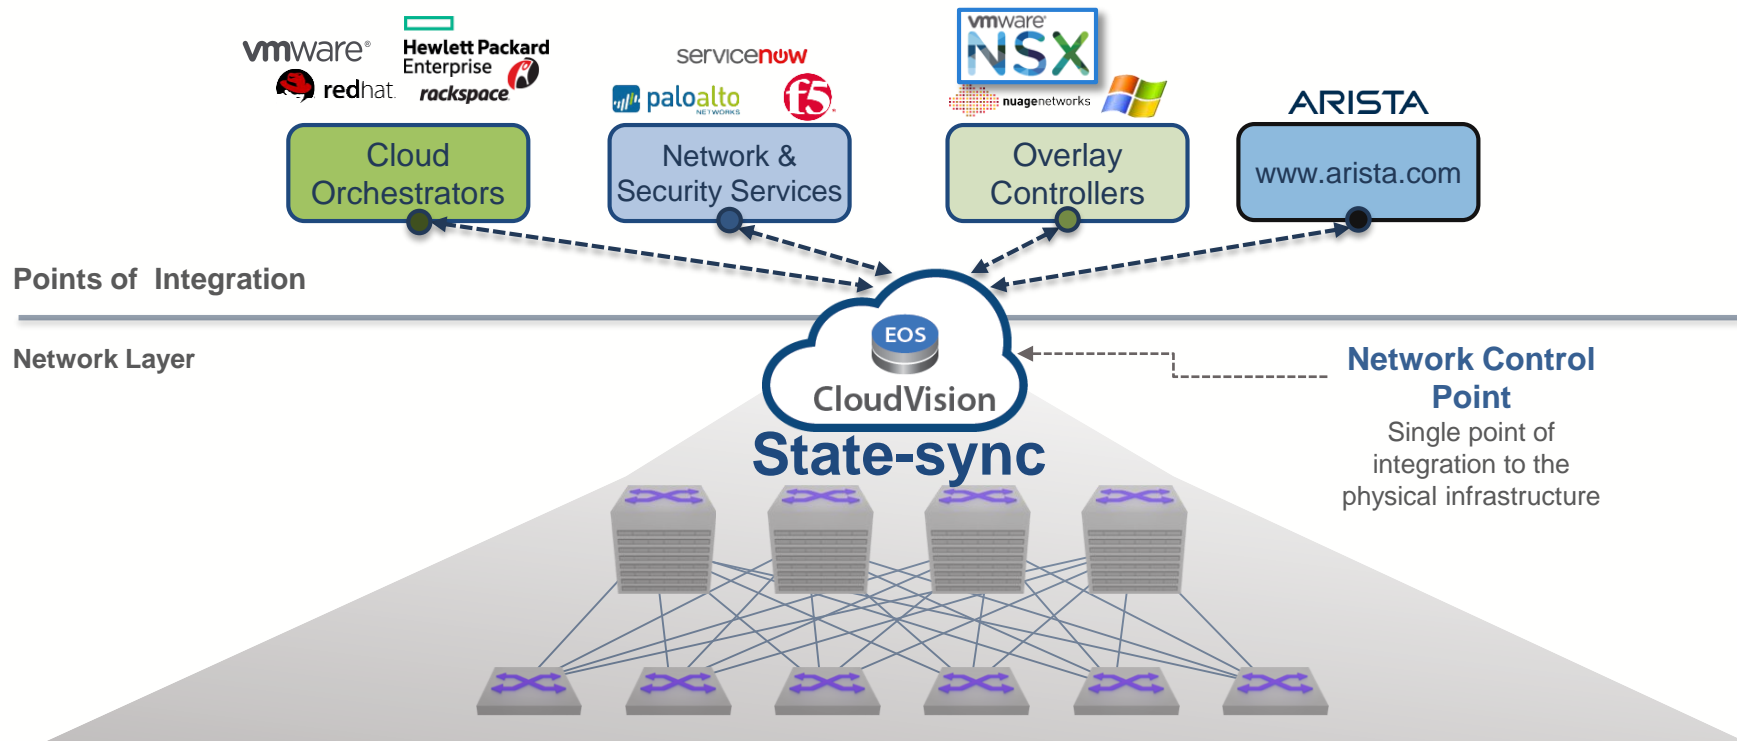 vmware®
Hewlett Packard
Enterprise
redhat.
rackspace
servicenow
paloalto
NETWORKS
f5
vmware®
NSX
nuagenetworks
ARISTA
Cloud
Orchestrators
Network &
Security Services
Overlay
Controllers
www.arista.com
Points of Integration
EOS
CloudVision
State-sync
Network Layer
Network Control
Point
Single point of
integration to the
physical infrastructure